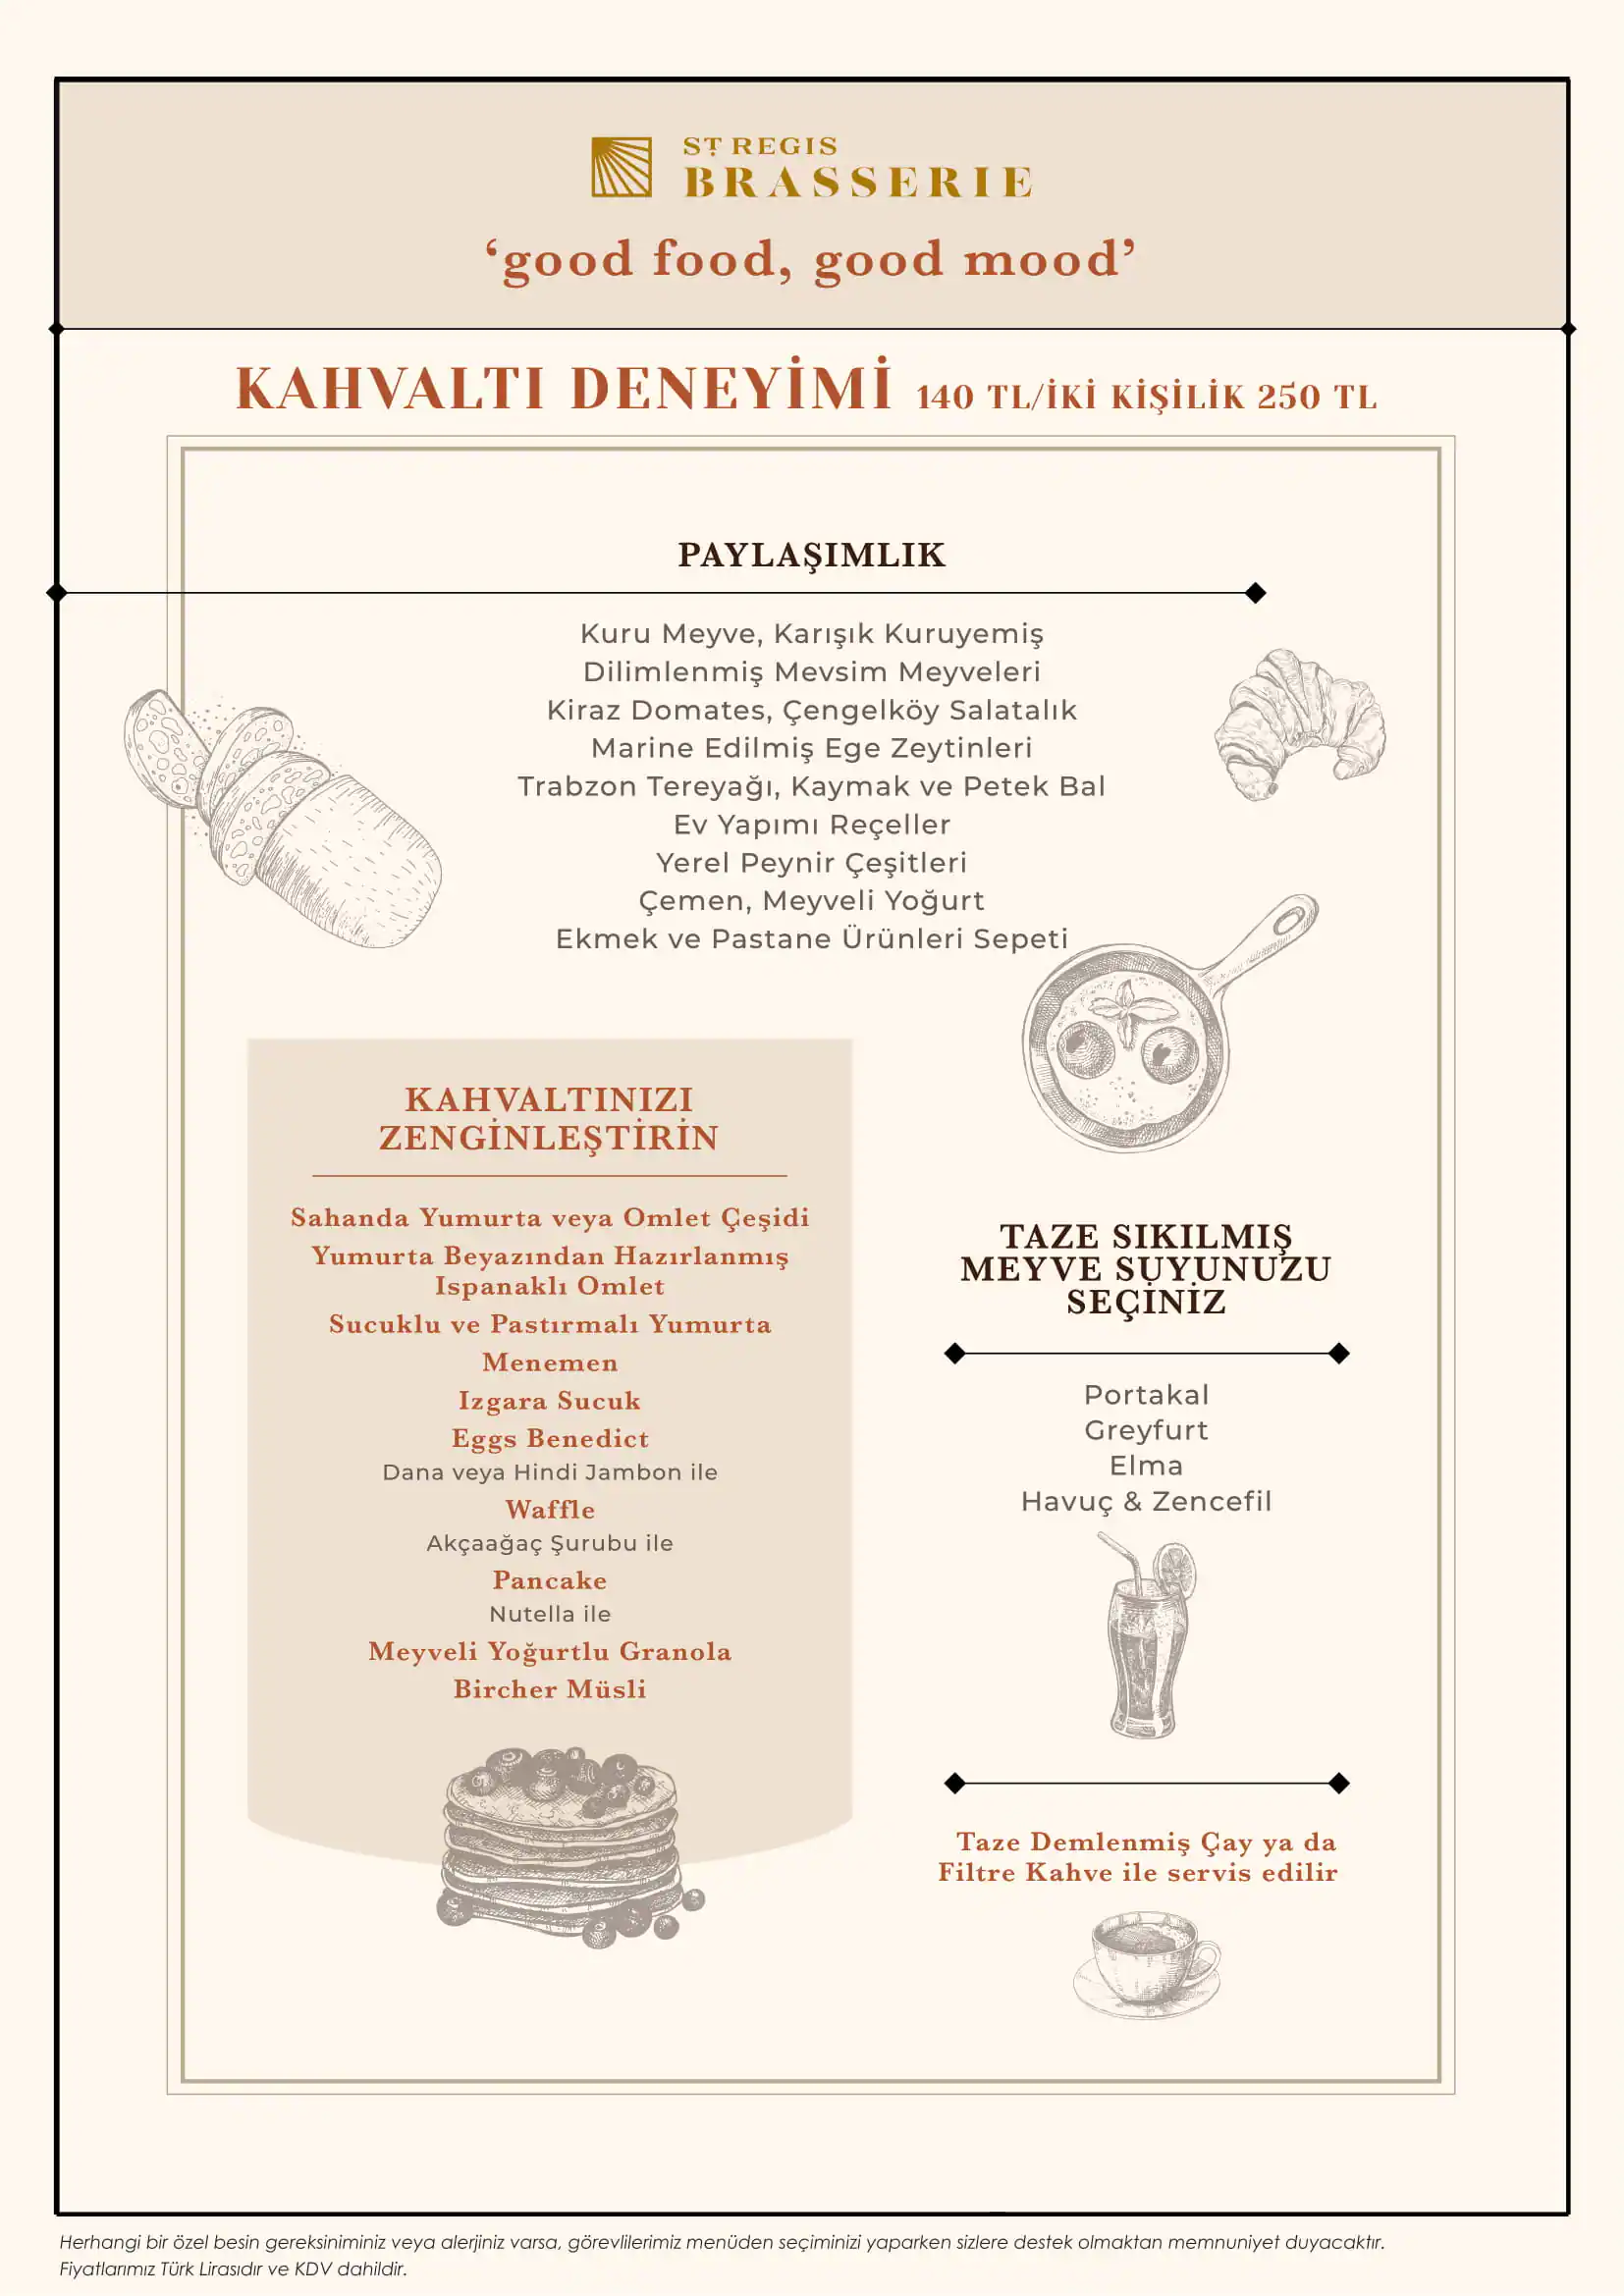 ST REGIS
BRASSERIE
‘good food, good mood’
KAHVALTI DENEYİMİ 140 TL/İKİ KİŞİLİK 250 TL
PAYLAŞIMLIK
Kuru Meyve, Karışık Kuruyemiş
Dilimlenmiş Mevsim Meyveleri
Kiraz Domates, Çengelköy Salatalık
Marine Edilmiş Ege Zeytinleri
Trabzon Tereyağı, Kaymak ve Petek Bal
Ev Yapımı Reçeller
Yerel Peynir Çeşitleri
Çemen, Meyveli Yoğurt
Ekmek ve Pastane Ürünleri Sepeti
KAHVALTINIZI
ZENGİNLEŞTİRİN
Sahanda Yumurta veya Omlet Çeşidi
Yumurta Beyazından Hazırlanmış
Ispanaklı Omlet
Sucuklu ve Pastırmalı Yumurta
Menemen
Izgara Sucuk
Eggs Benedict
Dana veya Hindi Jambon ile
Waffle
Akçaağaç Şurubu ile
Pancake
Nutella ile
Meyveli Yoğurtlu Granola
Bircher Müsli
TAZE SIKILMIŞ
MEYVE SUYUNUZU
SEÇİNİZ
Portakal
Greyfurt
Elma
Havuç & Zencefil
Taze Demlenmiş Çay ya da
Filtre Kahve ile servis edilir
Herhangi bir özel besin gereksiniminiz veya alerjiniz varsa, görevlilerimiz menüden seçiminizi yaparken sizlere destek olmaktan memnuniyet duyacaktır.
Fiyatlarımız Türk Lirasıdır ve KDV dahildir.